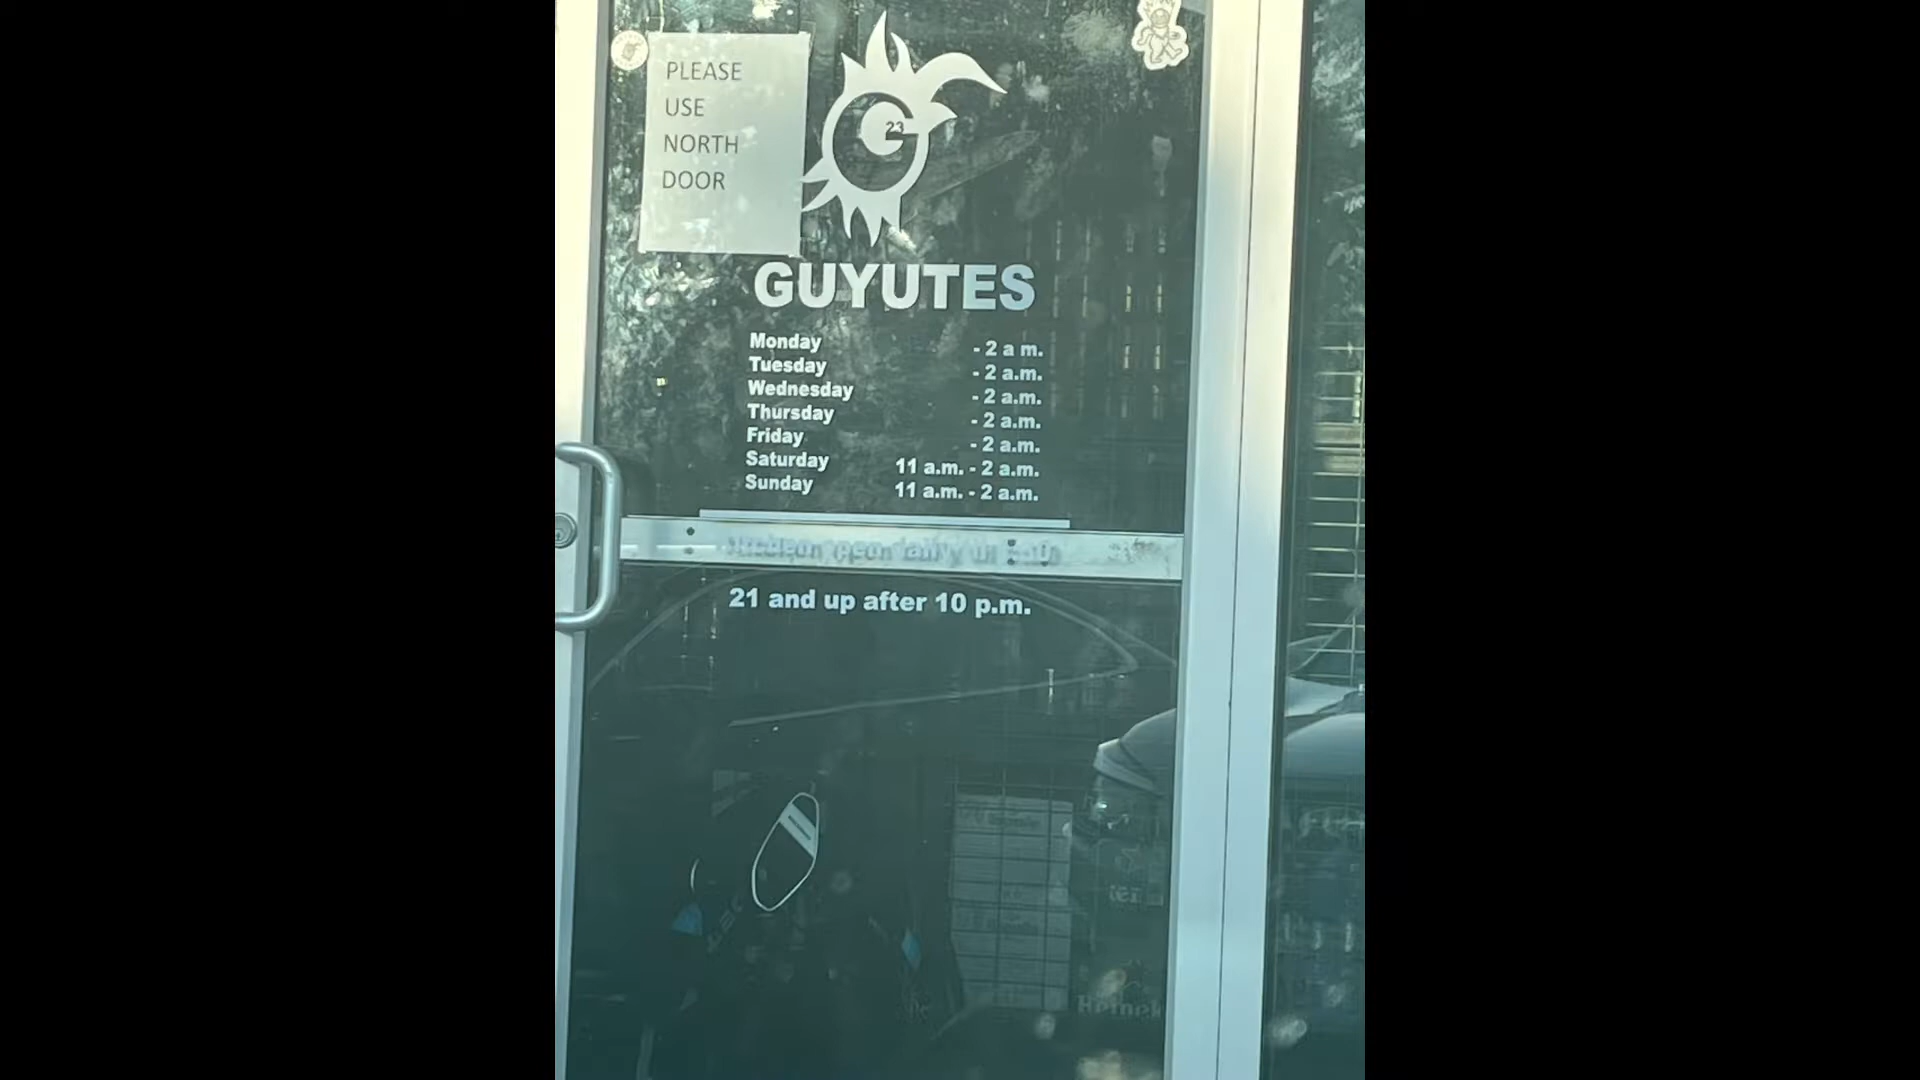 PLEASE
USE
NORTH
DOOR
23
GUYUTES
Monday - 2 a m.
Tuesday - 2 a.m.
Wednesday - 2 a.m.
Thursday - 2 a.m.
Friday - 2 a.m.
Saturday 11 a.m. - 2 a.m.
Sunday 11 a.m. - 2 a.m.
21 and up after 10 p.m.